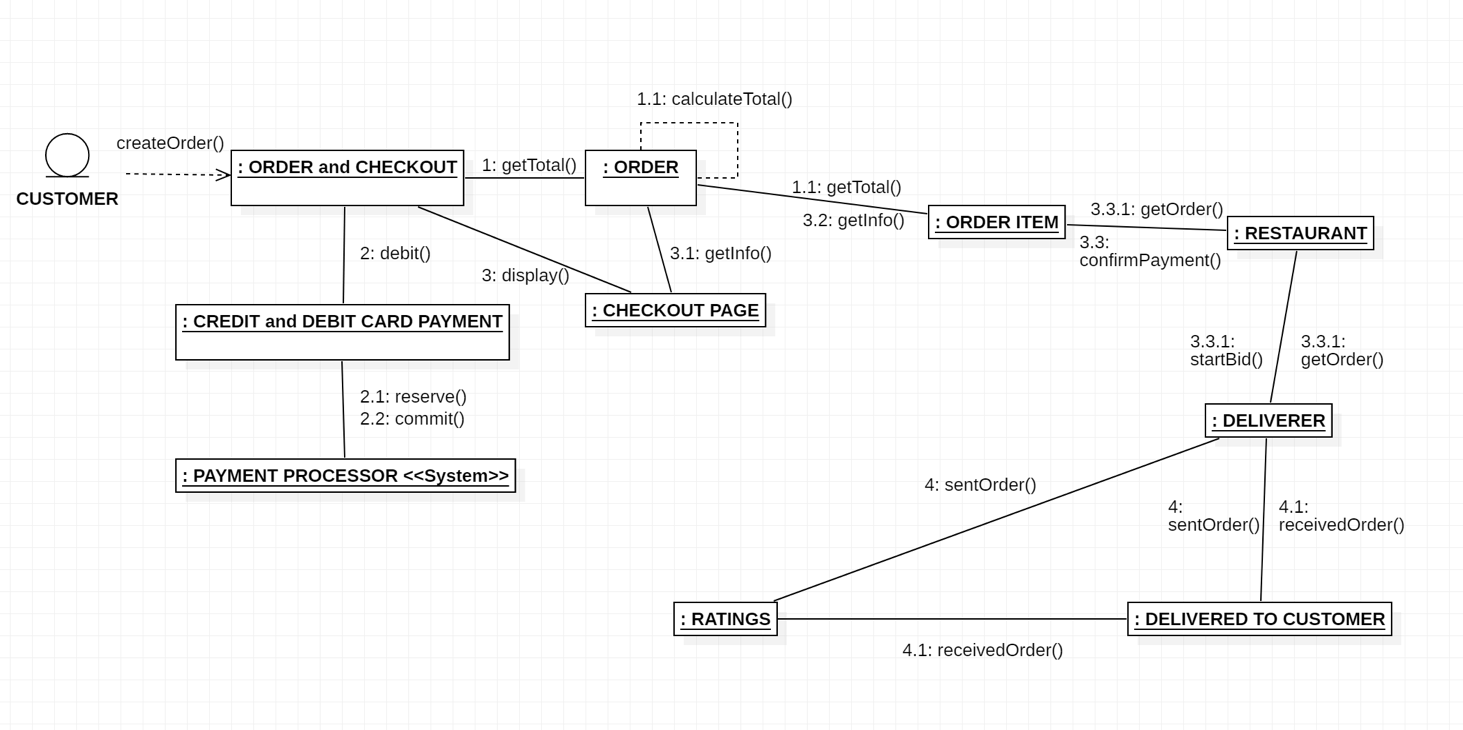 1.1: calculateTotal()
createOrder()
CUSTOMER
: ORDER and CHECKOUT
1: getTotal()
: ORDER
1.1: getTotal()
3.2: getInfo()
: ORDER ITEM
3.3.1: getOrder()
3.3:
confirmPayment()
: RESTAURANT
2: debit()
3: display()
3.1: getInfo()
: CREDIT and DEBIT CARD PAYMENT
: CHECKOUT PAGE
3.3.1:
startBid()
3.3.1:
getOrder()
2.1: reserve()
2.2: commit()
: DELIVERER
: PAYMENT PROCESSOR <<System>>
4: sentOrder()
4:
sentOrder()
4.1:
receivedOrder()
: RATINGS
: DELIVERED TO CUSTOMER
4.1: receivedOrder()